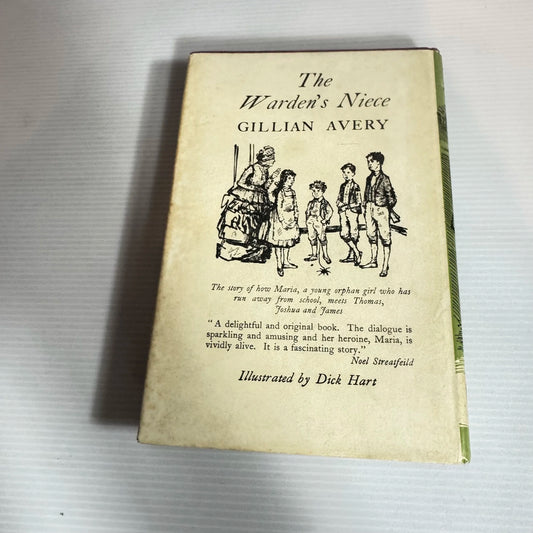 The
Warden's Niece
GILLIAN AVERY
The story of how Maria, a young orphan girl who has
run away from school, meets Thomas,
Joshua and James
"A delightful and original book. The dialogue is
sparkling and amusing and her heroine, Maria, is
vividly alive. It is a fascinating story."
Noel Streatfeild
Illustrated by Dick Hart